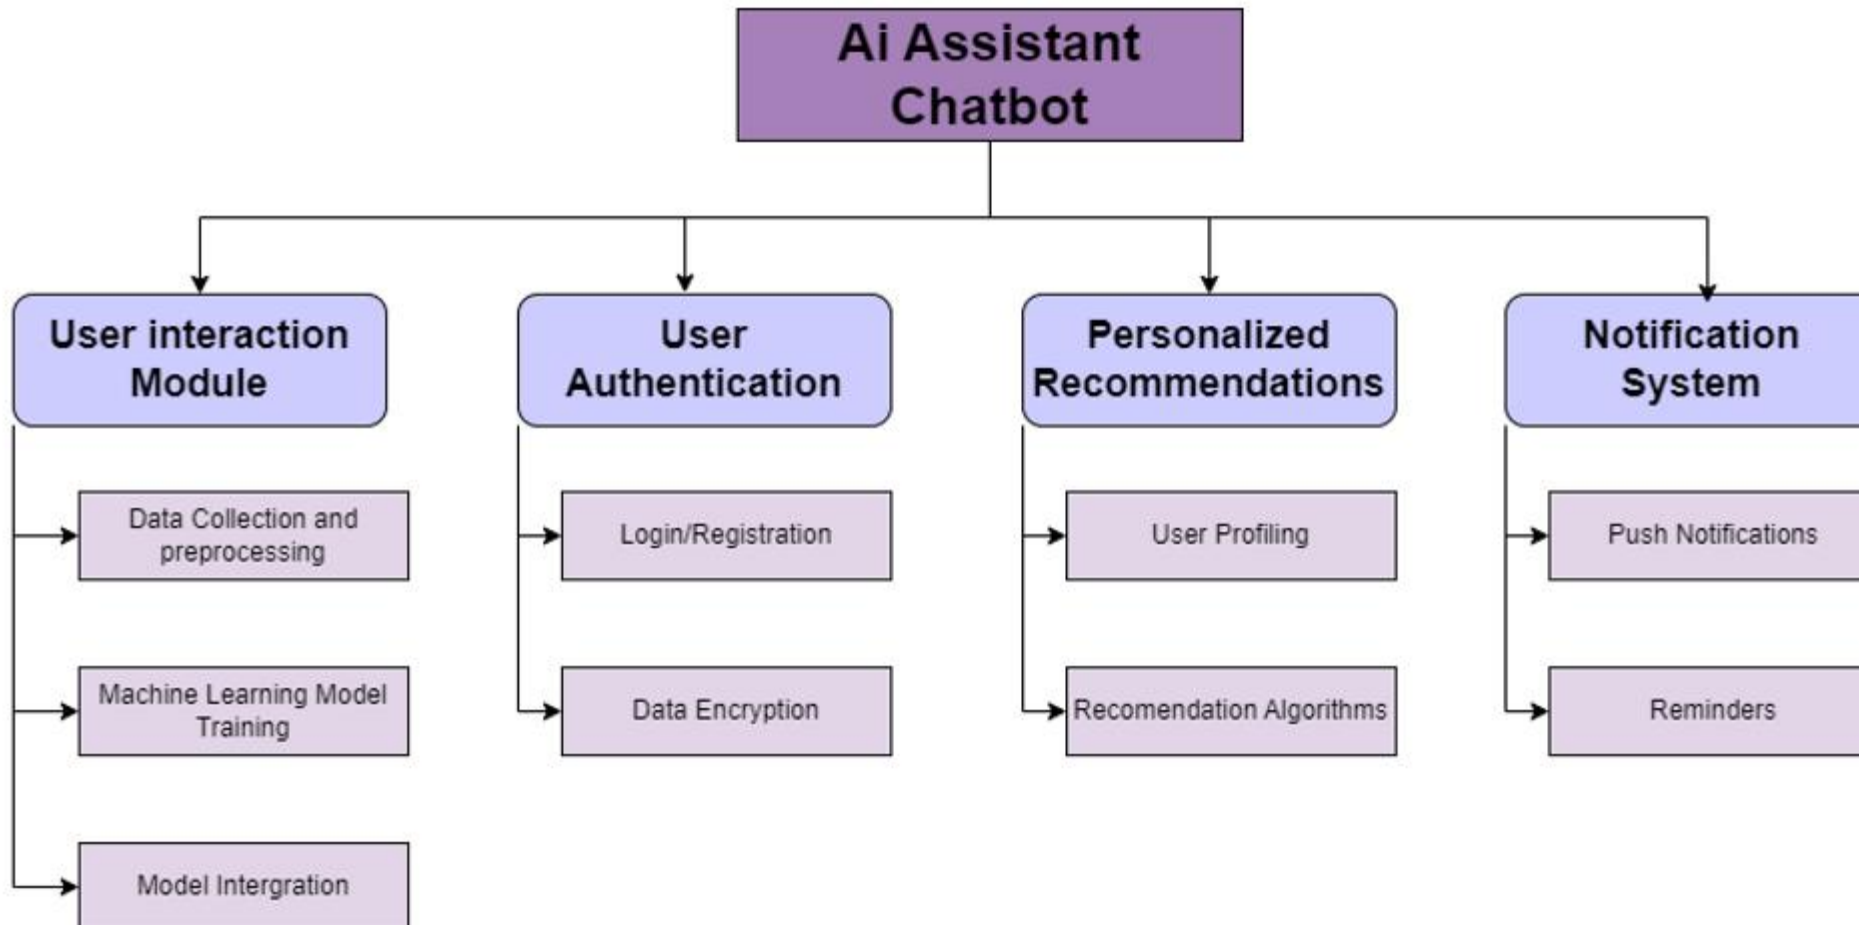 Ai Assistant
Chatbot
User interaction
Module
User
Authentication
Personalized
Recommendations
Notification
System
Data Collection and
preprocessing
Login/Registration
User Profiling
Push Notifications
Machine Learning Model
Training
Data Encryption
Recomendation Algorithms
Reminders
Model Intergration